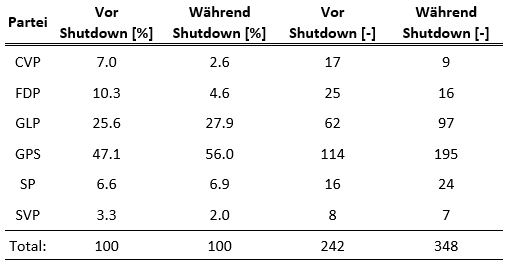 Partei Vor Shutdown [%] Während Shutdown [%] Vor Shutdown [-] Während Shutdown [-]
CVP 7.0 2.6 17 9
FDP 10.3 4.6 25 16
GLP 25.6 27.9 62 97
GPS 47.1 56.0 114 195
SP 6.6 6.9 16 24
SVP 3.3 2.0 8 7
Total: 100 100 242 348